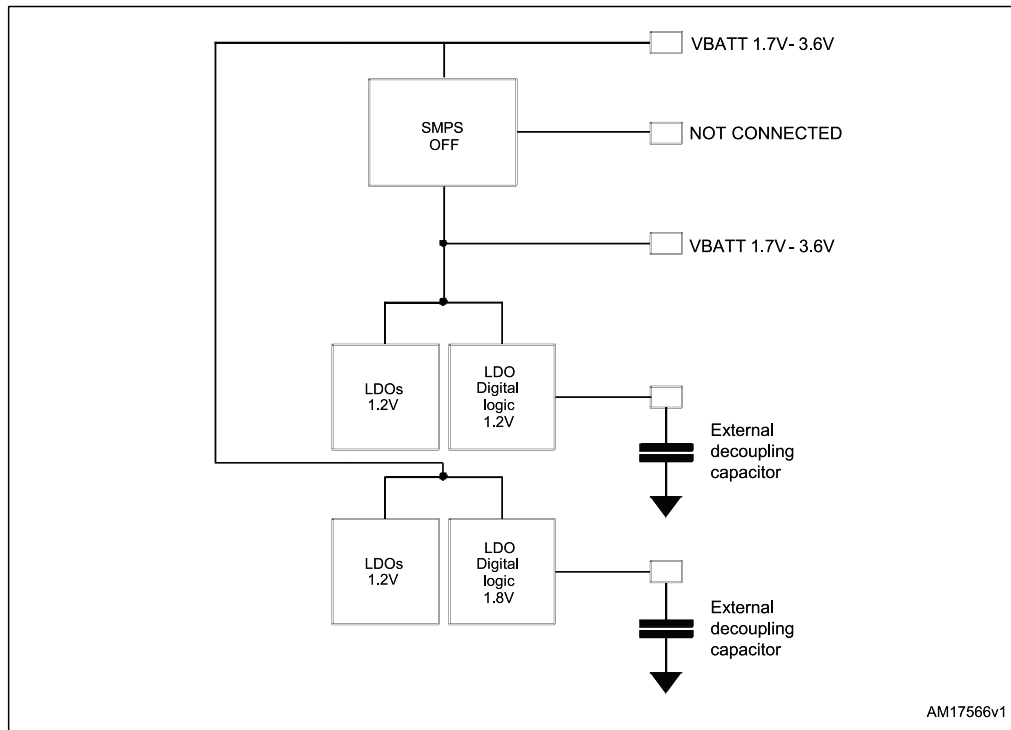 VBATT 1.7V - 3.6V
SMPS
OFF
NOT CONNECTED
VBATT 1.7V - 3.6V
LDOs
1.2V
LDO
Digital
logic
1.2V
External
decoupling
capacitor
LDOs
1.2V
LDO
Digital
logic
1.8V
External
decoupling
capacitor
AM17566v1